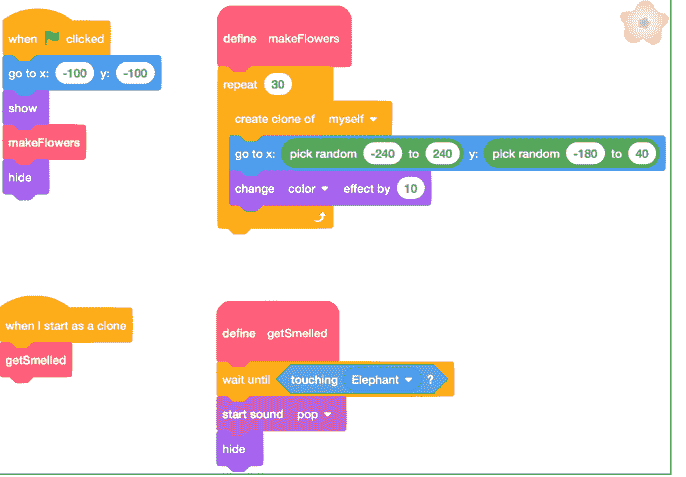 when clicked
go to x: -100 y: -100
show
makeFlowers
hide
define makeFlowers
repeat 30
create clone of myself
go to x: pick random -240 to 240 y: pick random -180 to 40
change color effect by 10
when I start as a clone
getSmelled
define getSmelled
wait until touching Elephant ?
start sound pop
hide